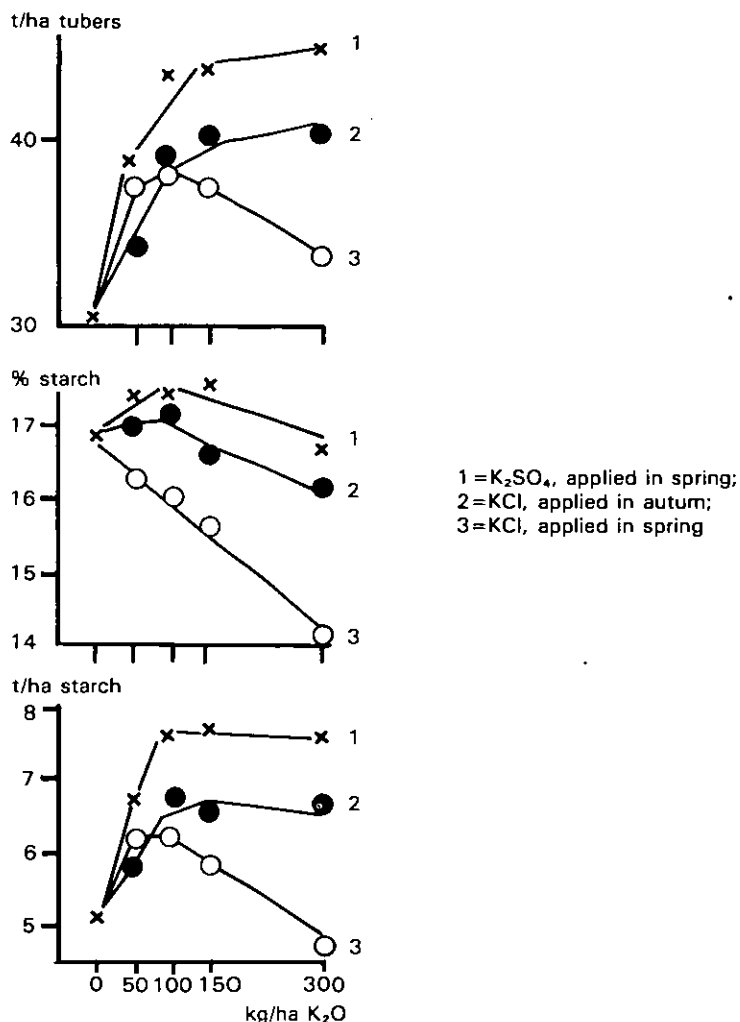 t/ha tubers
1
40
2
3
30
% starch
17
1
2
16
15
14
3
1=K₂SO₄, applied in spring;
2=KCl, applied in autum;
3=KCl, applied in spring
t/ha starch
8
1
7
2
6
5
3
0 50 100 150 300
kg/ha K₂O